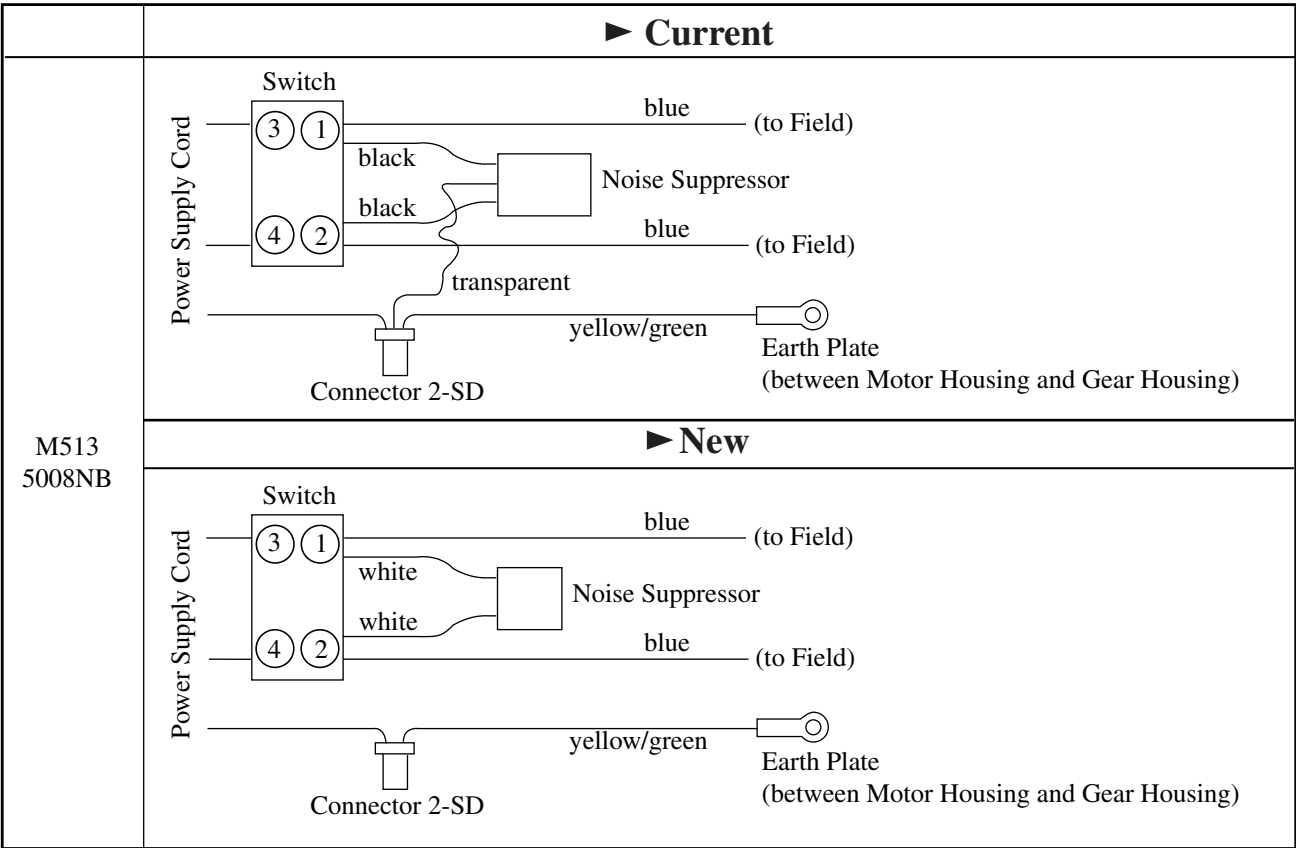 ► Current
M513
5008NB
Switch
Power Supply Cord
3 1
4 2
blue
(to Field)
black
Noise Suppressor
black
blue
(to Field)
transparent
yellow/green
Connector 2-SD
Earth Plate
(between Motor Housing and Gear Housing)
►New
Switch
Power Supply Cord
3 1
4 2
blue
(to Field)
white
Noise Suppressor
white
blue
(to Field)
yellow/green
Connector 2-SD
Earth Plate
(between Motor Housing and Gear Housing)